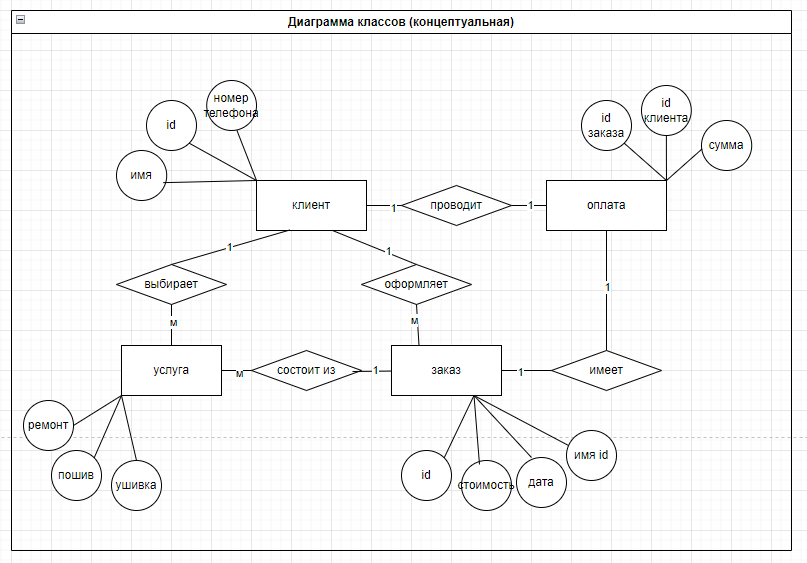 Диаграмма классов (концептуальная)
номер
телефона
id
имя
id
заказа
id
клиента
сумма
клиент
1
проводит
1
оплата
1
1
выбирает
оформляет
1
м
м
услуга
м
состоит из
1
заказ
1
имеет
ремонт
пошив
ушивка
id
стоимость
дата
имя id